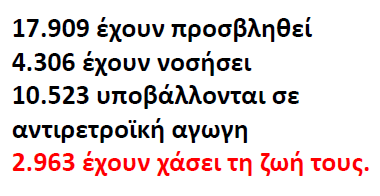 17.909 έχουν προσβληθεί
4.306 έχουν νοσήσει
10.523 υποβάλλονται σε
αντιρετροϊκή αγωγη
2.963 έχουν χάσει τη ζωή τους.